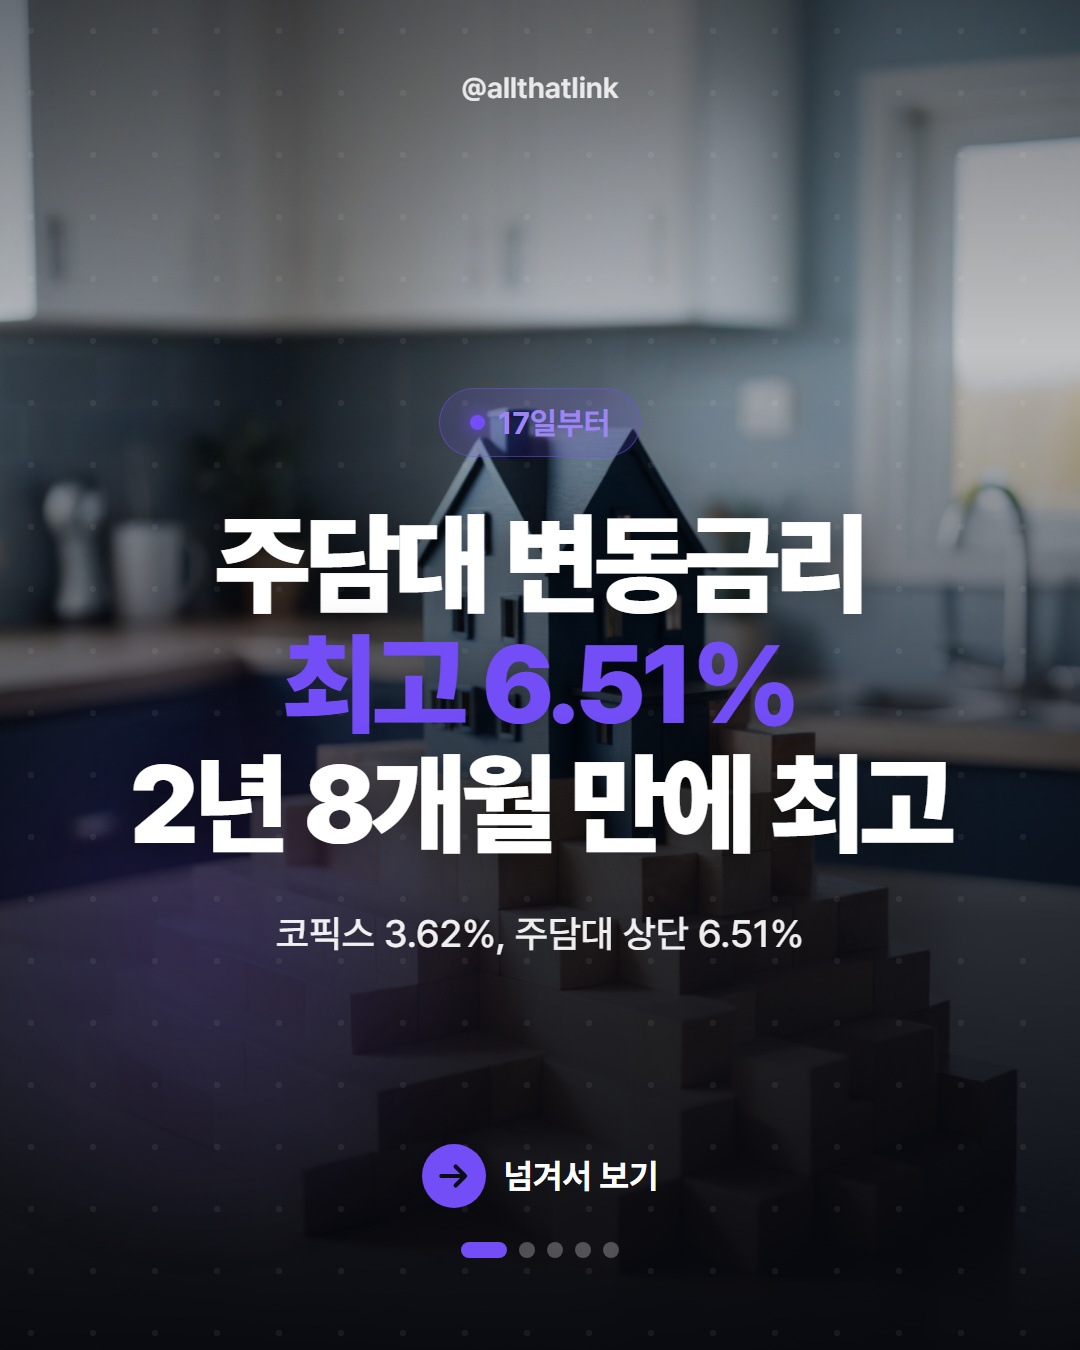 @allthatlink
17일부터
주담대 변동금리
최고 6.51%
2년 8개월 만에 최고
코픽스 3.62%, 주담대 상단 6.51%
넘겨서 보기